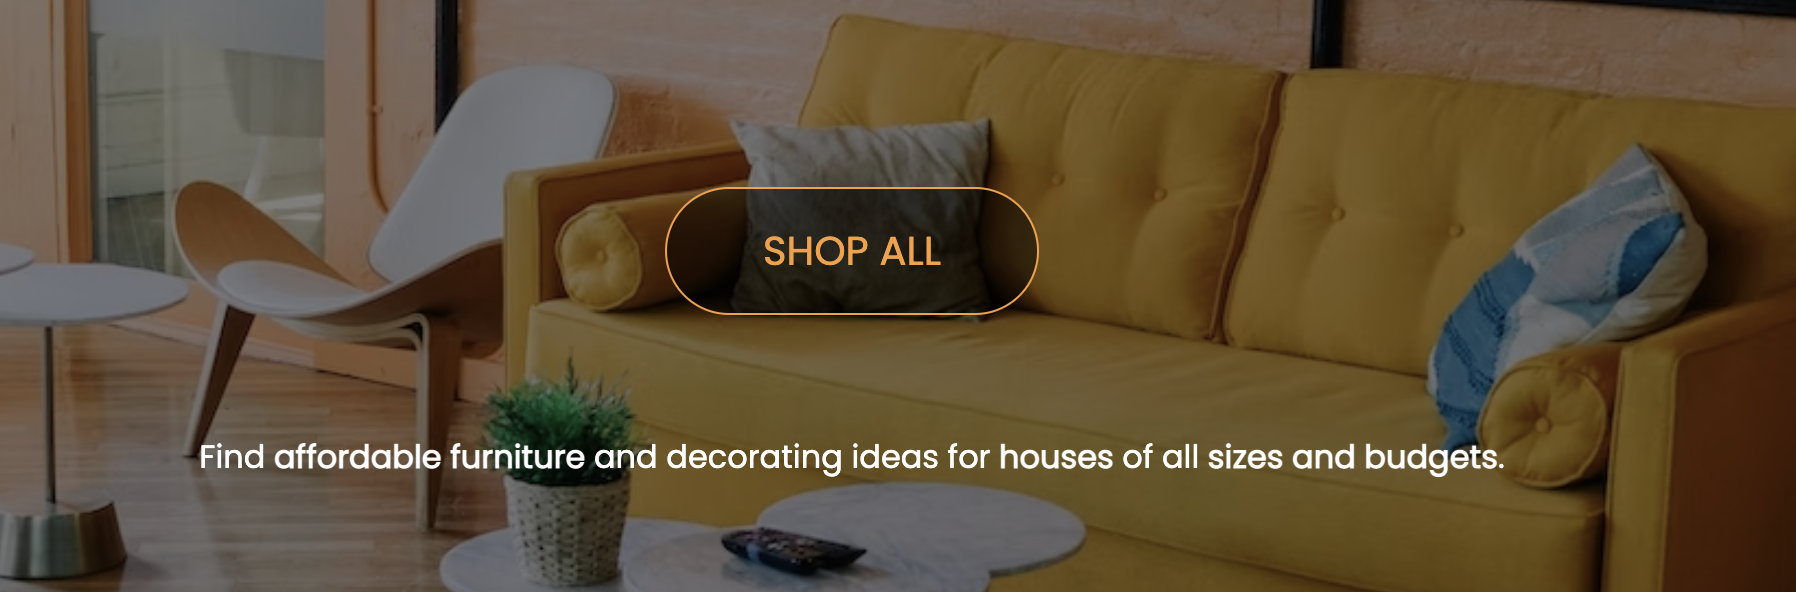 SHOP ALL
Find affordable furniture and decorating ideas for houses of all sizes and budgets.